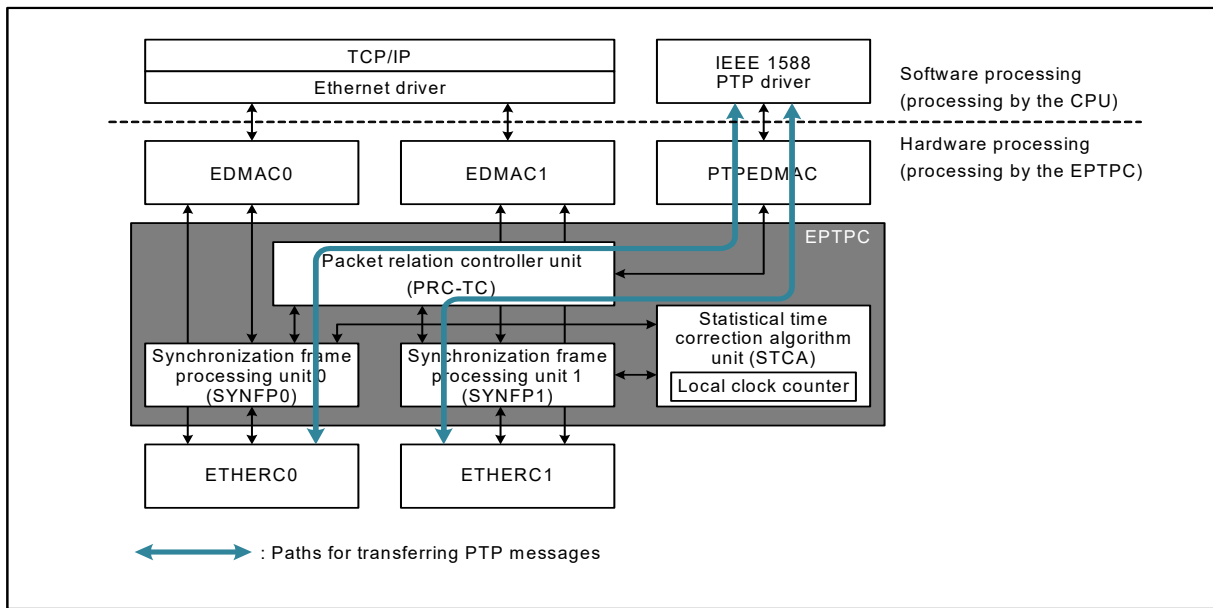 TCP/IP
Ethernet driver
IEEE 1588
PTP driver
Software processing
(processing by the CPU)
Hardware processing
(processing by the EPTPC)
EDMAC0
EDMAC1
PTPEDMAC
EPTPC
Packet relation controller unit
(PRC-TC)
Statistical time
correction algorithm
unit (STCA)
Local clock counter
Synchronization frame
processing unit 0
(SYNFP0)
Synchronization frame
processing unit 1
(SYNFP1)
ETHERC0
ETHERC1
: Paths for transferring PTP messages